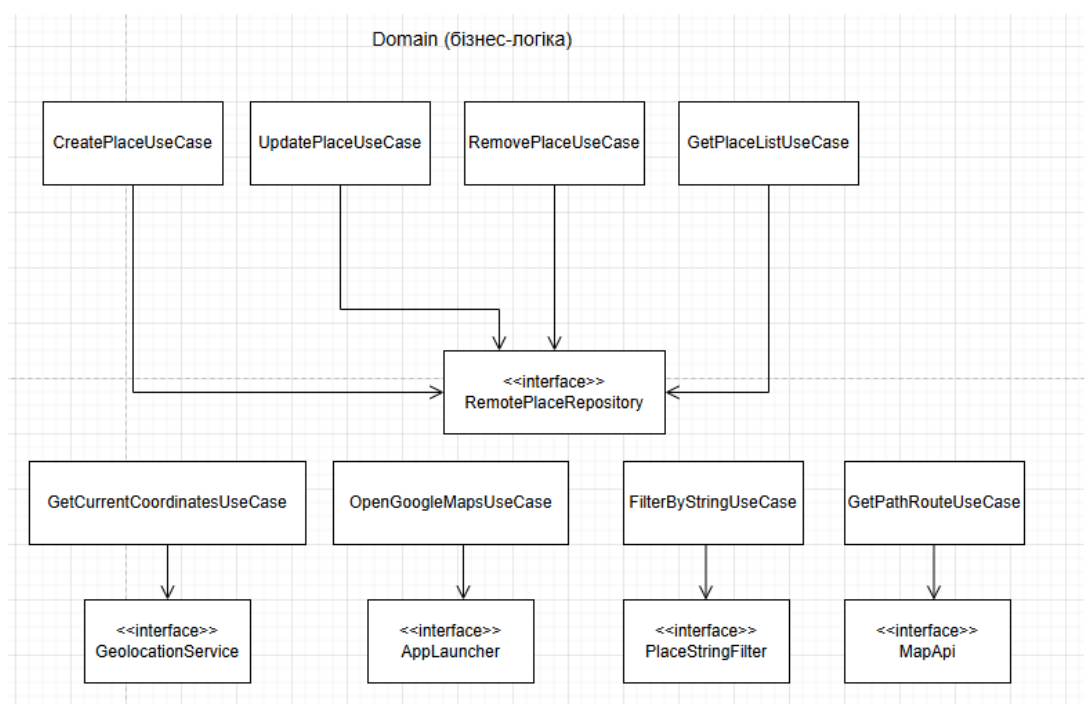 Domain (бізнес-логіка)
CreatePlaceUseCase
UpdatePlaceUseCase
RemovePlaceUseCase
GetPlaceListUseCase
<<interface>>
RemotePlaceRepository
GetCurrentCoordinatesUseCase
OpenGoogleMapsUseCase
FilterByStringUseCase
GetPathRouteUseCase
<<interface>>
GeolocationService
<<interface>>
AppLauncher
<<interface>>
PlaceStringFilter
<<interface>>
MapApi